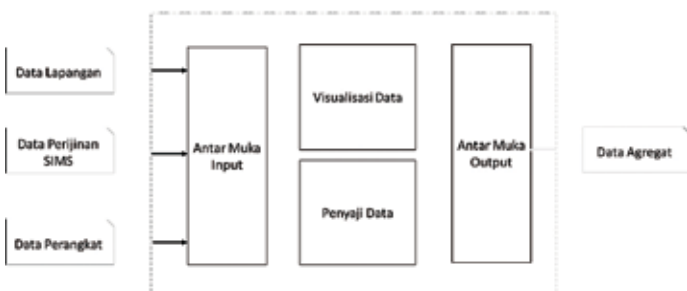 Data Lapangan
Data Perijinan
SIMS
Data Perangkat
Antar Muka
Input
Visualisasi Data
Penyaji Data
Antar Muka
Output
Data Agregat